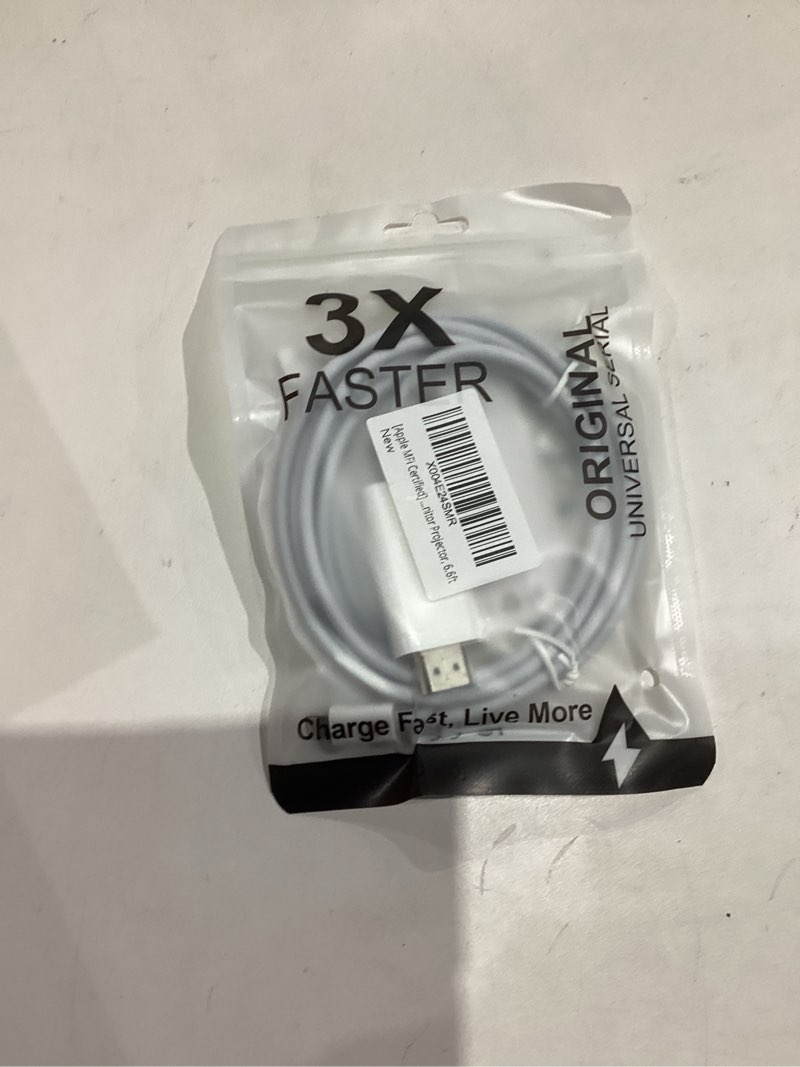 3X
FASTER
ORIGINAL
UNIVERSAL SERIAL
X004E24SMR
[Apple MFi Certified] ...nitor Projector, 6.6ft
New
Charge Fast, Live More